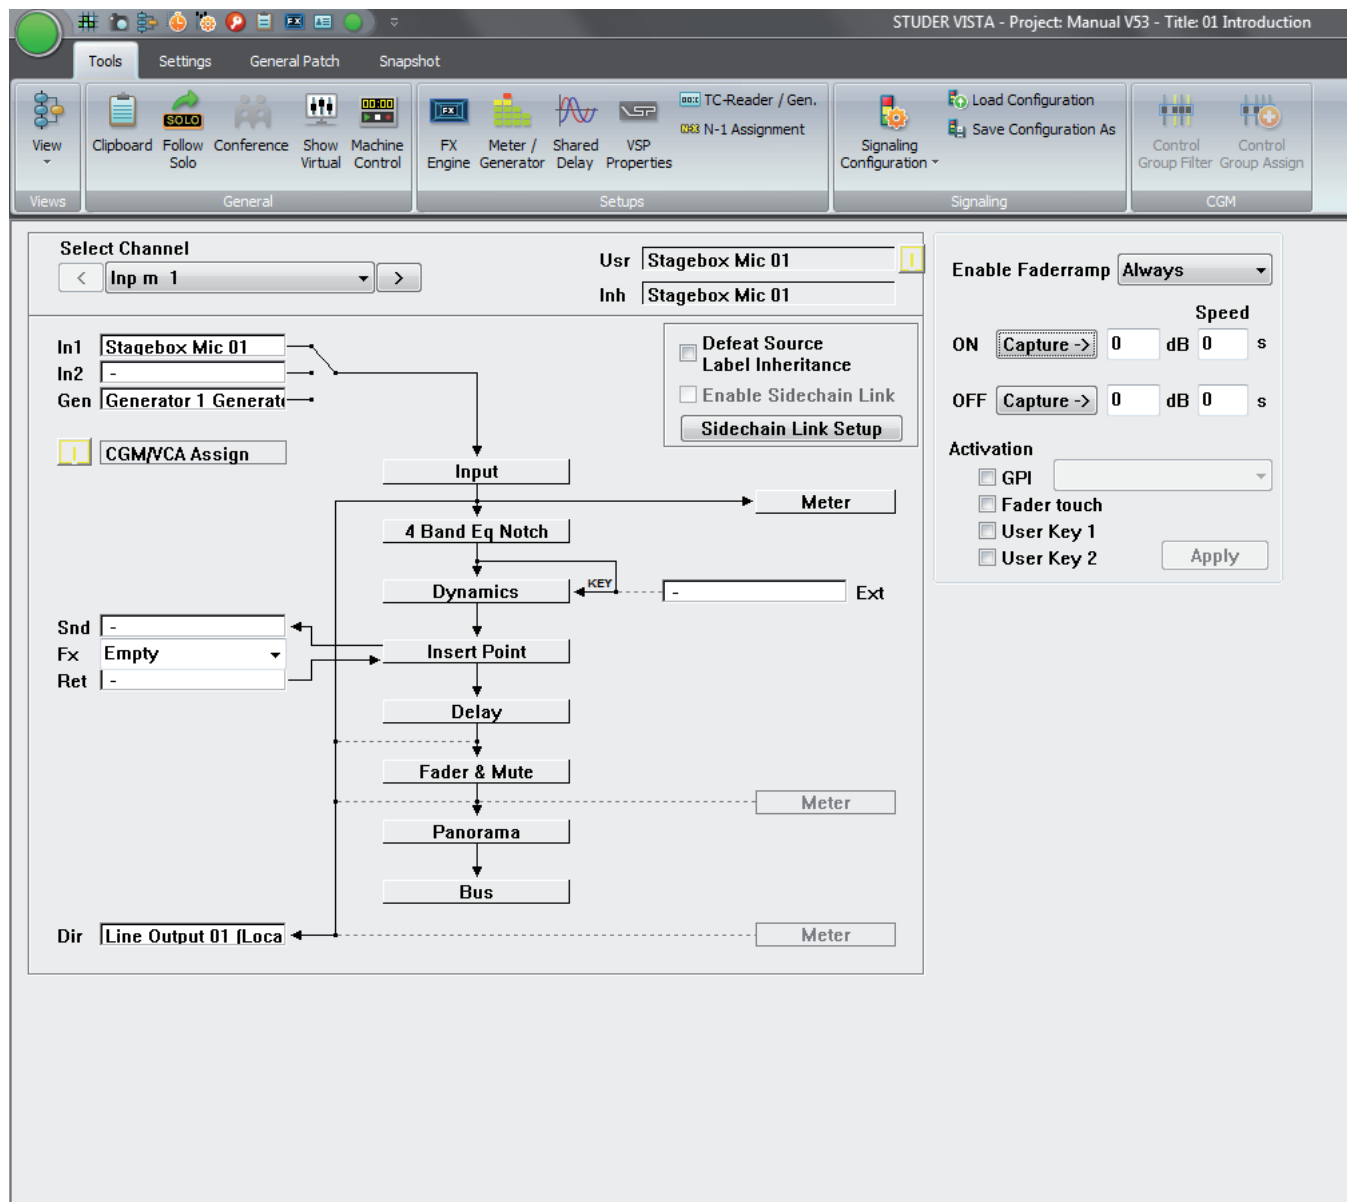 STUDER VISTA - Project: Manual V53 - Title: 01 Introduction
Tools Settings General Patch Snapshot
View
Clipboard
Follow Solo
Conference
Show Virtual
Machine Control
SOLO
00:00
FX
FX Engine
Meter / Generator
Shared Delay
VSP
VSP Properties
TC-Reader / Gen.
N-1 Assignment
Signaling Configuration
Load Configuration
Save Configuration As
Control Group Filter
Control Group Assign
Views General Setups Signaling CGM
Select Channel
< Inp m 1 >
Usr Stagebox Mic 01
Inh Stagebox Mic 01
In1 Stagebox Mic 01
In2 -
Gen Generator 1 Generat
CGM/VCA Assign
Defeat Source
Label Inheritance
Enable Sidechain Link
Sidechain Link Setup
Input
Meter
4 Band Eq Notch
Dynamics
KEY
- Ext
Snd -
Fx Empty
Ret -
Insert Point
Delay
Fader & Mute
Meter
Panorama
Bus
Dir Line Output 01 [Loca
Meter
Enable Faderramp Always
Speed
ON Capture -> 0 dB 0 s
OFF Capture -> 0 dB 0 s
Activation
GPI
Fader touch
User Key 1
User Key 2
Apply